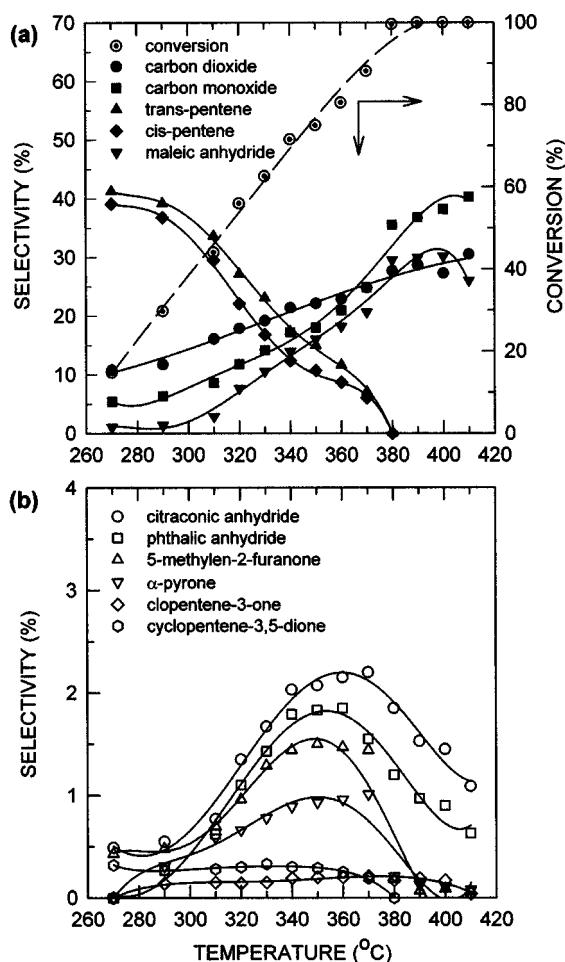 (a)
70
60
50
40
30
20
10
0
SELECTIVITY (%)
conversion
carbon dioxide
carbon monoxide
trans-pentene
cis-pentene
maleic anhydride
100
80
60
40
20
0
CONVERSION (%)
260 280 300 320 340 360 380 400 420
(b)
4
3
2
1
0
SELECTIVITY (%)
citraconic anhydride
phthalic anhydride
5-methylen-2-furanone
α-pyrone
clopentene-3-one
cyclopentene-3,5-dione
260 280 300 320 340 360 380 400 420
TEMPERATURE (°C)